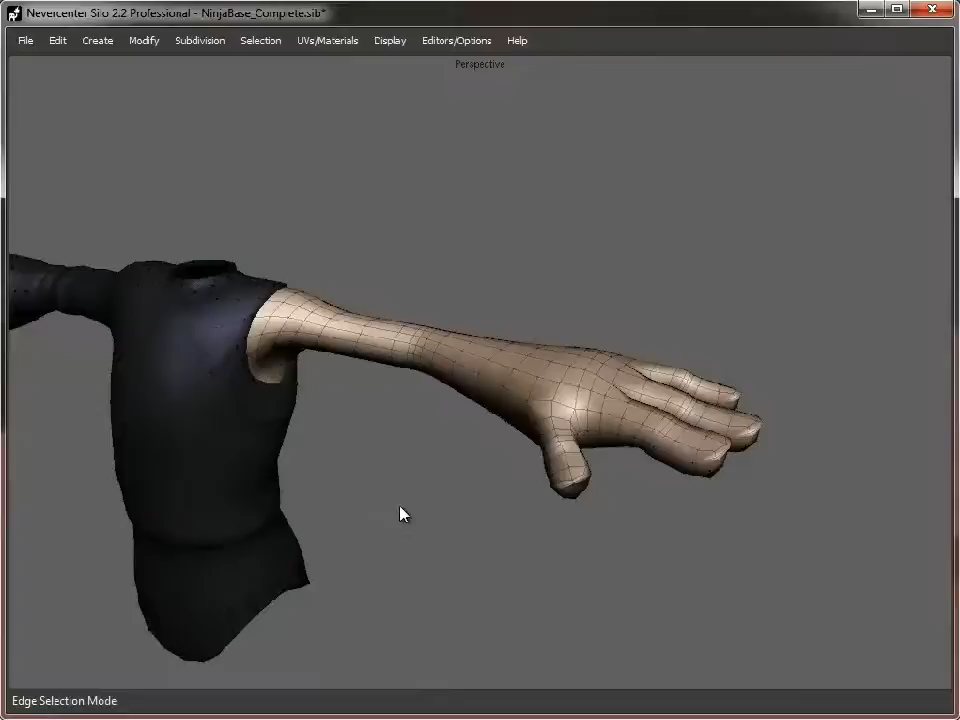 Nevercenter Silo 2.2 Professional - NinjaBase_Complete.sib*
File Edit Create Modify Subdivision Selection UVs/Materials Display Editors/Options Help
Perspective
Edge Selection Mode